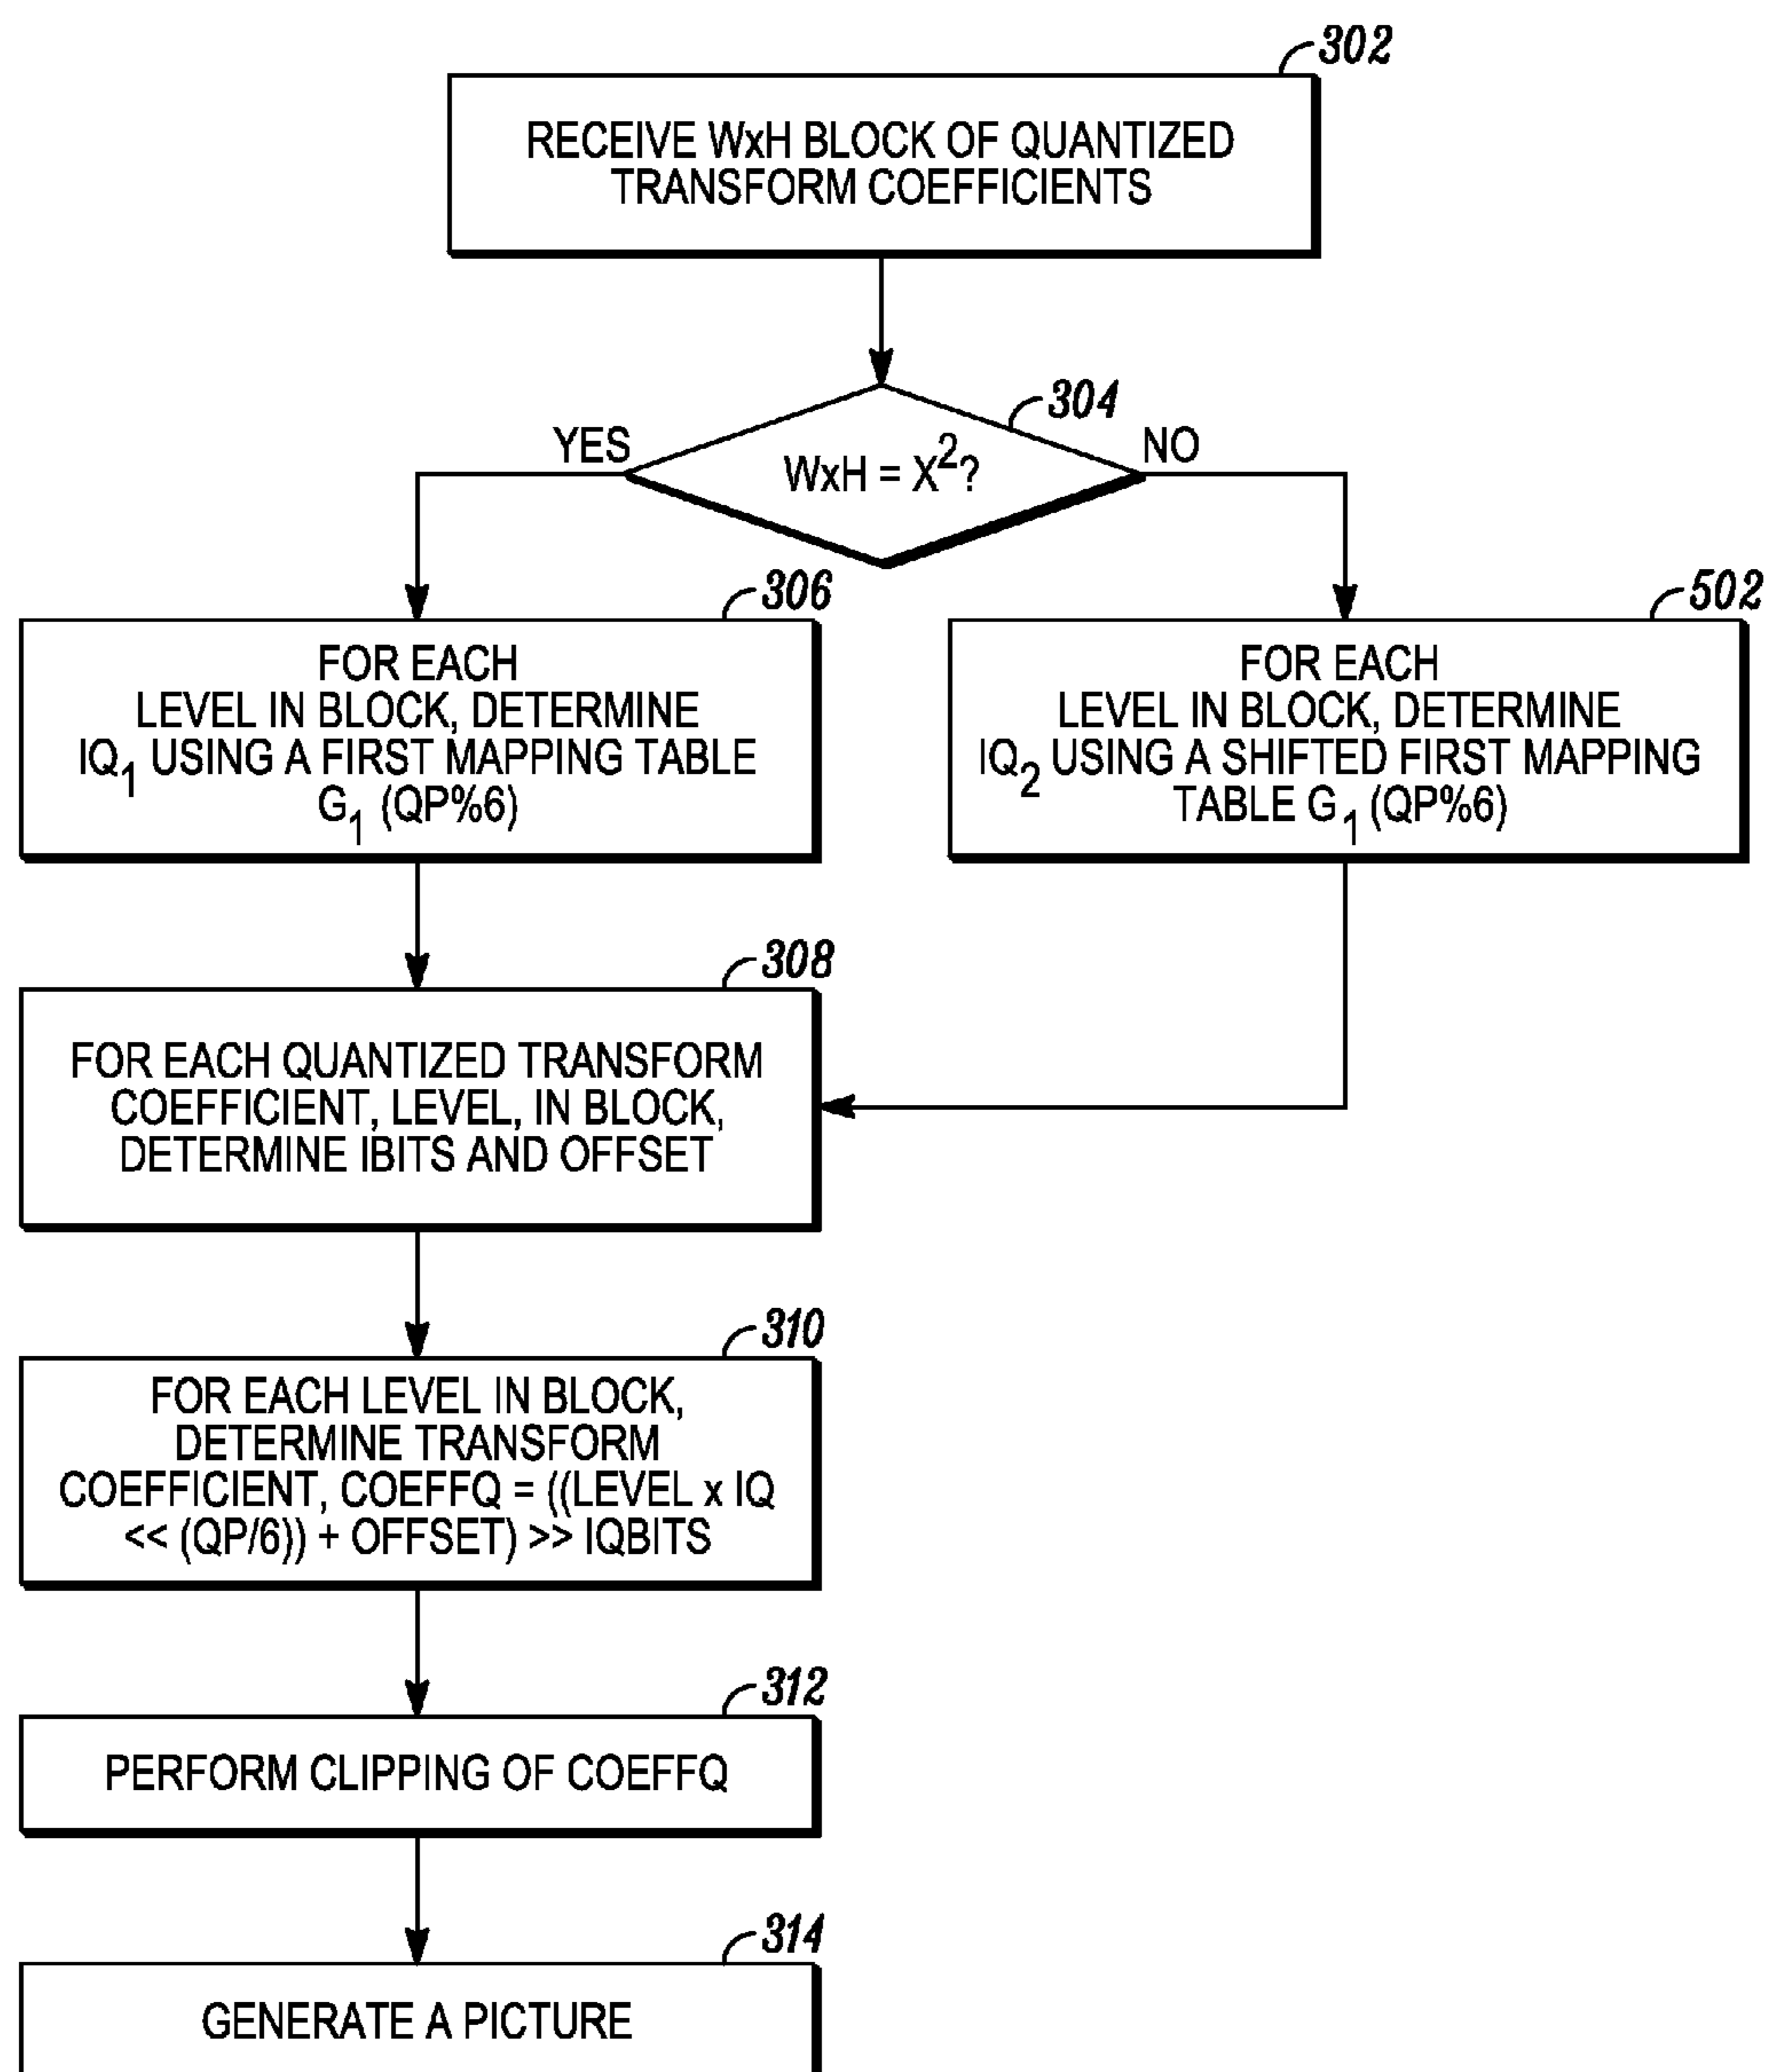 302
RECEIVE WxH BLOCK OF QUANTIZED
TRANSFORM COEFFICIENTS
304
YES
WxH = X²?
NO
306
FOR EACH
LEVEL IN BLOCK, DETERMINE
IQ₁ USING A FIRST MAPPING TABLE
G₁ (QP%6)
502
FOR EACH
LEVEL IN BLOCK, DETERMINE
IQ₂ USING A SHIFTED FIRST MAPPING
TABLE G₁ (QP%6)
308
FOR EACH QUANTIZED TRANSFORM
COEFFICIENT, LEVEL, IN BLOCK,
DETERMINE IBITS AND OFFSET
310
FOR EACH LEVEL IN BLOCK,
DETERMINE TRANSFORM
COEFFICIENT, COEFFQ = ((LEVEL x IQ
<< (QP/6)) + OFFSET) >> IQBITS
312
PERFORM CLIPPING OF COEFFQ
314
GENERATE A PICTURE